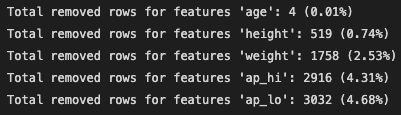 Total removed rows for features 'age': 4 (0.01%)
Total removed rows for features 'height': 519 (0.74%)
Total removed rows for features 'weight': 1758 (2.53%)
Total removed rows for features 'ap_hi': 2916 (4.31%)
Total removed rows for features 'ap_lo': 3032 (4.68%)